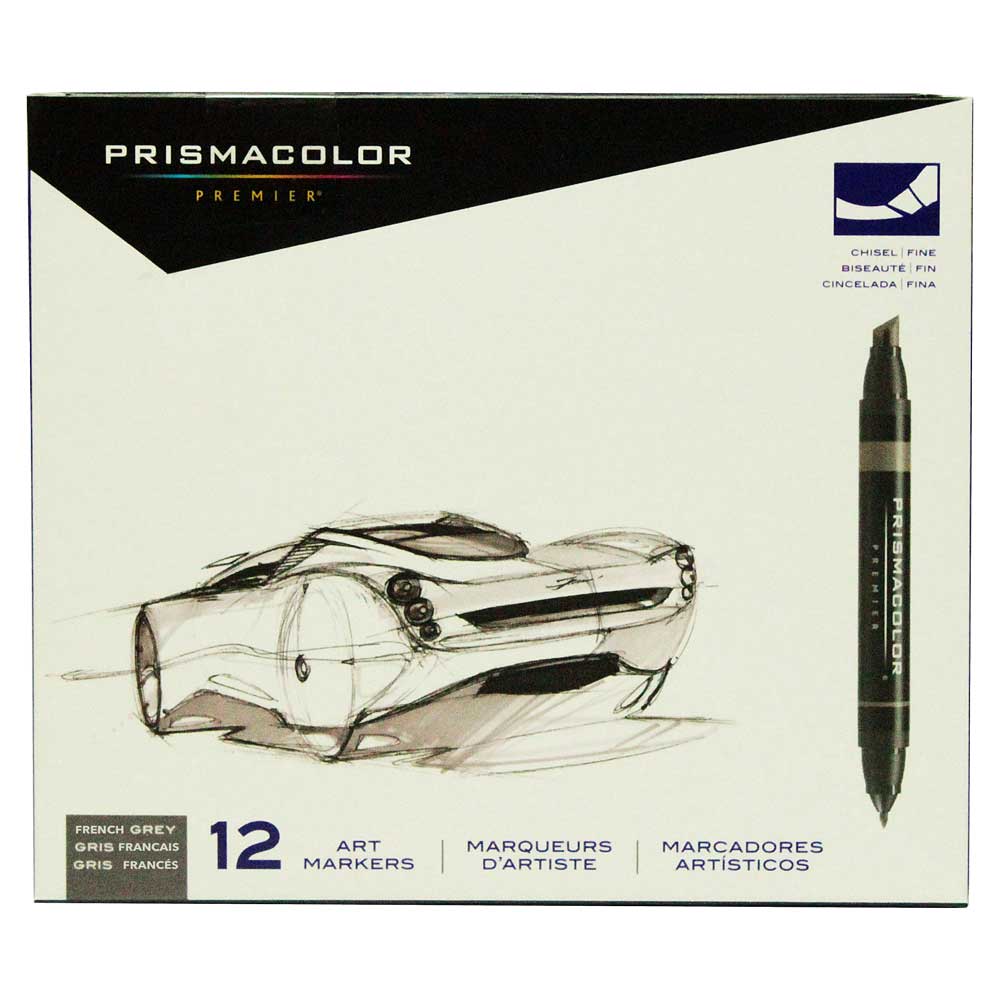 PRISMACOLOR
PREMIER®
CHISEL | FINE
BISEAUTÉ | FIN
CINCELADA | FINA
PRISMACOLOR®
PREMIER
FRENCH GREY
GRIS FRANCAIS
GRIS FRANCÉS
12
ART
MARKERS
MARQUEURS
D'ARTISTE
MARCADORES
ARTÍSTICOS